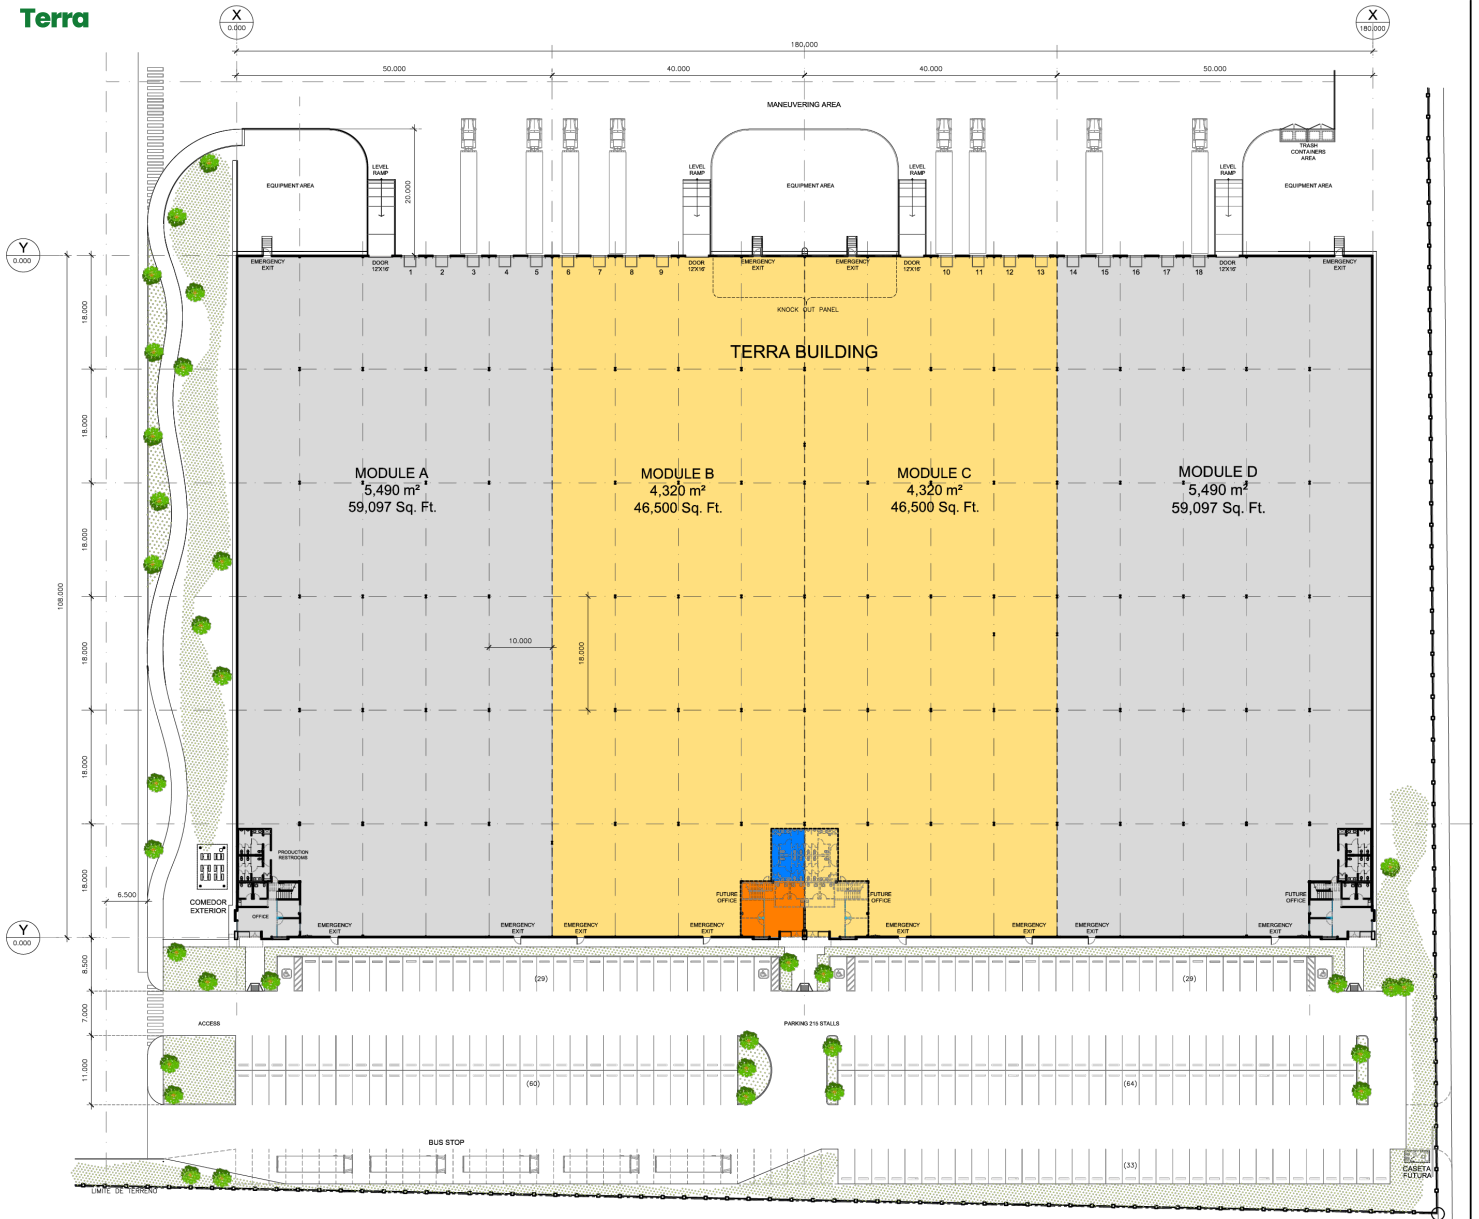 Terra
X
0.000
X
180.000
180.000
50.000
40.000
40.000
50.000
MANEUVERING AREA
TRASH
CONTAINERS
AREA
LEVEL
RAMP
LEVEL
RAMP
LEVEL
RAMP
LEVEL
RAMP
EQUIPMENT AREA
20.000
EQUIPMENT AREA
EQUIPMENT AREA
Y
0.000
EMERGENCY
EXIT
DOOR
12'X16'
1
2
3
4
5
6
7
8
9
DOOR
12'X16'
EMERGENCY
EXIT
EMERGENCY
EXIT
DOOR
12'X16'
10
11
12
13
14
15
16
17
18
DOOR
12'X16'
EMERGENCY
EXIT
KNOCK OUT PANEL
TERRA BUILDING
18.000
18.000
18.000
18.000
18.000
18.000
108.000
MODULE A
5,490 m²
59,097 Sq. Ft.
MODULE B
4,320 m²
46,500 Sq. Ft.
MODULE C
4,320 m²
46,500 Sq. Ft.
MODULE D
5,490 m²
59,097 Sq. Ft.
10.000
18.000
PRODUCTION
RESTROOMS
6.500
COMEDOR
EXTERIOR
OFFICE
FUTURE
OFFICE
FUTURE
OFFICE
FUTURE
OFFICE
Y
0.000
EMERGENCY
EXIT
EMERGENCY
EXIT
EMERGENCY
EXIT
EMERGENCY
EXIT
EMERGENCY
EXIT
EMERGENCY
EXIT
EMERGENCY
EXIT
EMERGENCY
EXIT
8.500
(29)
(29)
7.000
ACCESS
PARKING 215 STALLS
11.000
(60)
(64)
BUS STOP
(33)
CASETA
FUTURA
LIMITE DE TERRENO